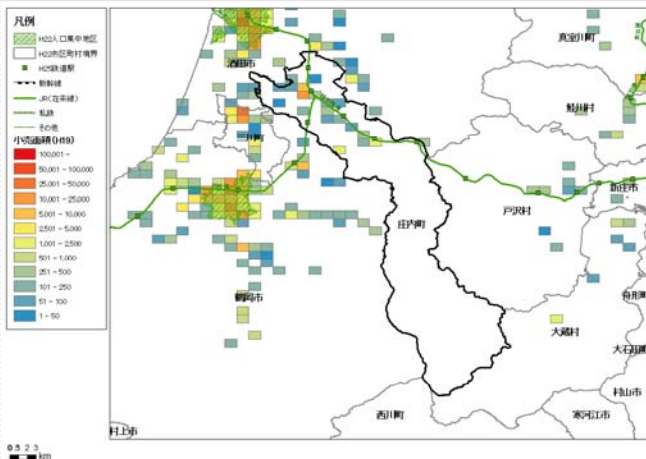 凡例
H22人口集中地区
H22市区町村境界
H25鉄道駅
新幹線
JR(在来線)
私鉄
その他
小売面積(H19)
100,001 -
50,001 - 100,000
25,001 - 50,000
10,001 - 25,000
5,001 - 10,000
2,501 - 5,000
1,001 - 2,500
501 - 1,000
251 - 500
101 - 250
51 - 100
1 - 50
酒田市
真室川町
鮭川村
三川町
新庄市
戸沢村
庄内町
鶴岡市
舟形町
大蔵村
大石田町
村山市
西川町
寒河江市
村上市
0.5 2 3
km